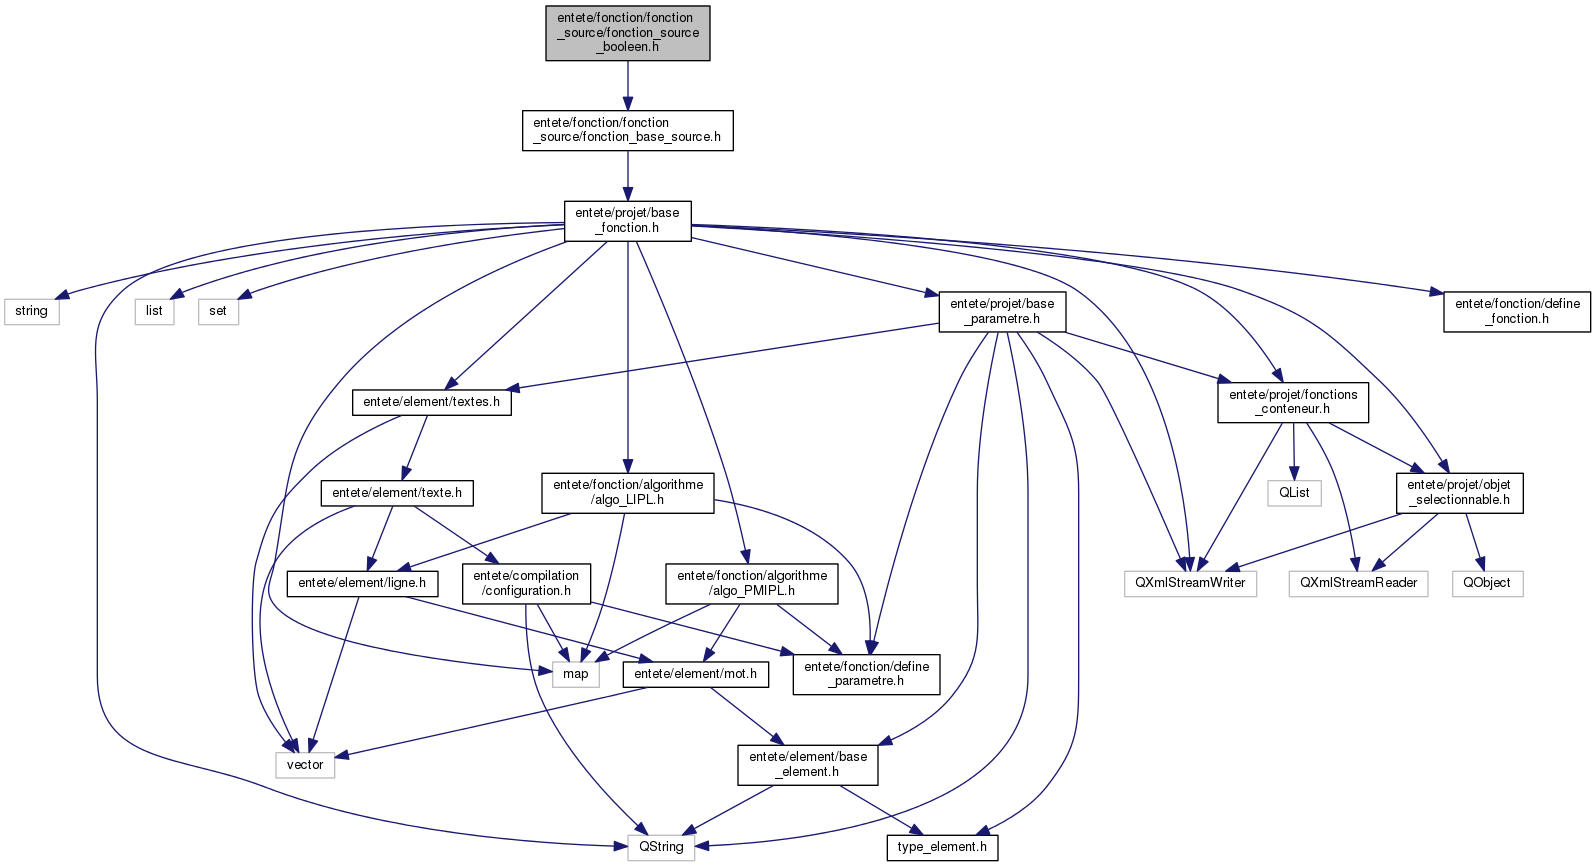 entete/fonction/fonction
_source/fonction_source
_booleen.h
entete/fonction/fonction
_source/fonction_base_source.h
entete/projet/base
_fonction.h
string
list
set
entete/projet/base
_parametre.h
entete/fonction/define
_fonction.h
entete/element/textes.h
entete/projet/fonctions
_conteneur.h
entete/element/texte.h
entete/fonction/algorithme
/algo_LIPL.h
QList
entete/projet/objet
_selectionnable.h
entete/element/ligne.h
entete/compilation
/configuration.h
entete/fonction/algorithme
/algo_PMIPL.h
QXmlStreamWriter
QXmlStreamReader
QObject
map
entete/element/mot.h
entete/fonction/define
_parametre.h
vector
entete/element/base
_element.h
QString
type_element.h